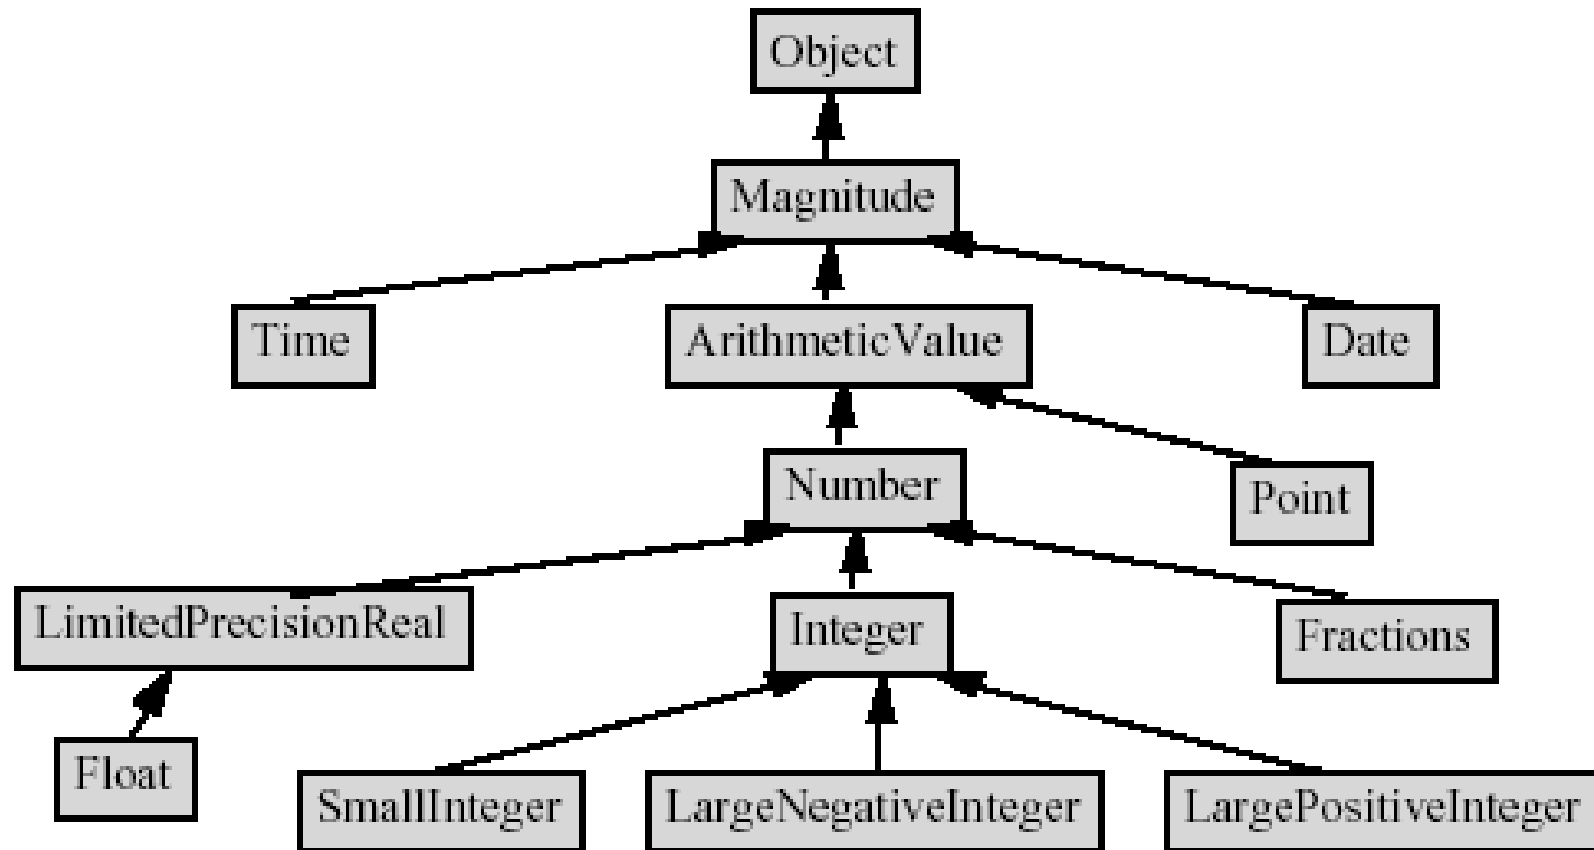 Object
Magnitude
Time
ArithmeticValue
Date
Number
Point
LimitedPrecisionReal
Integer
Fractions
Float
SmallInteger
LargeNegativeInteger
LargePositiveInteger